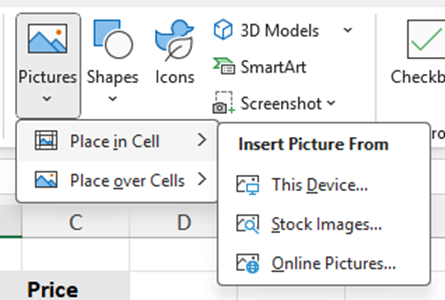 Pictures
Shapes
Icons
3D Models
SmartArt
Screenshot
Place in Cell
Place over Cells
Insert Picture From
This Device...
Stock Images...
Online Pictures...
C
D
Price